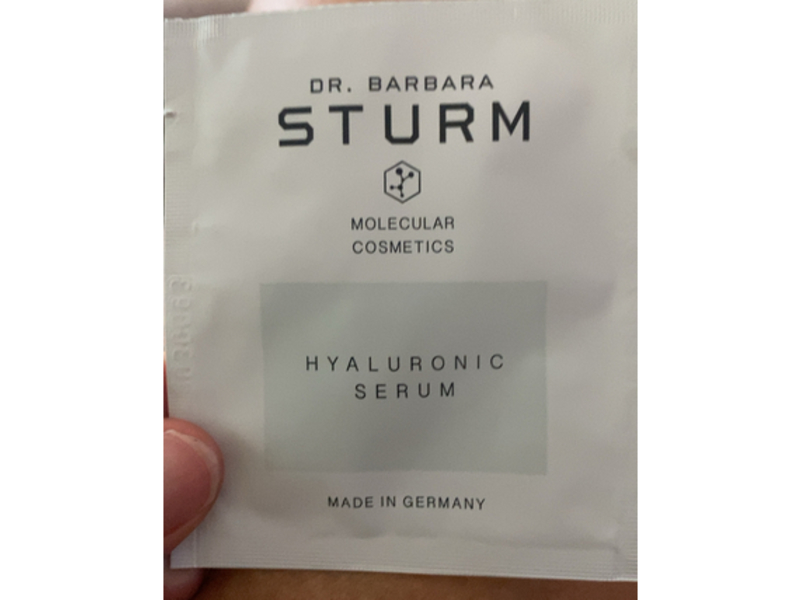 DR. BARBARA
STURM
MOLECULAR
COSMETICS
HYALURONIC
SERUM
MADE IN GERMANY